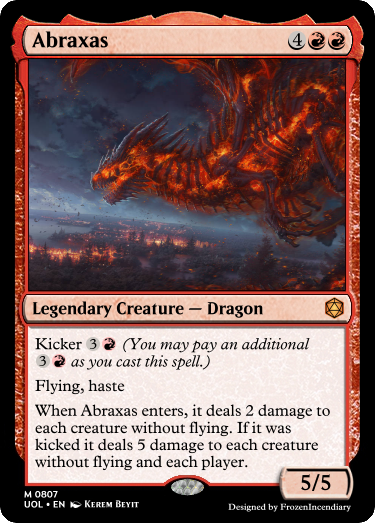 Abraxas 4
Legendary Creature — Dragon
Kicker 3 (You may pay an additional
3 as you cast this spell.)
Flying, haste
When Abraxas enters, it deals 2 damage to
each creature without flying. If it was
kicked it deals 5 damage to each creature
without flying and each player.
5/5
M 0807
UOL • EN Kerem Beyit
Designed by FrozenIncendiary